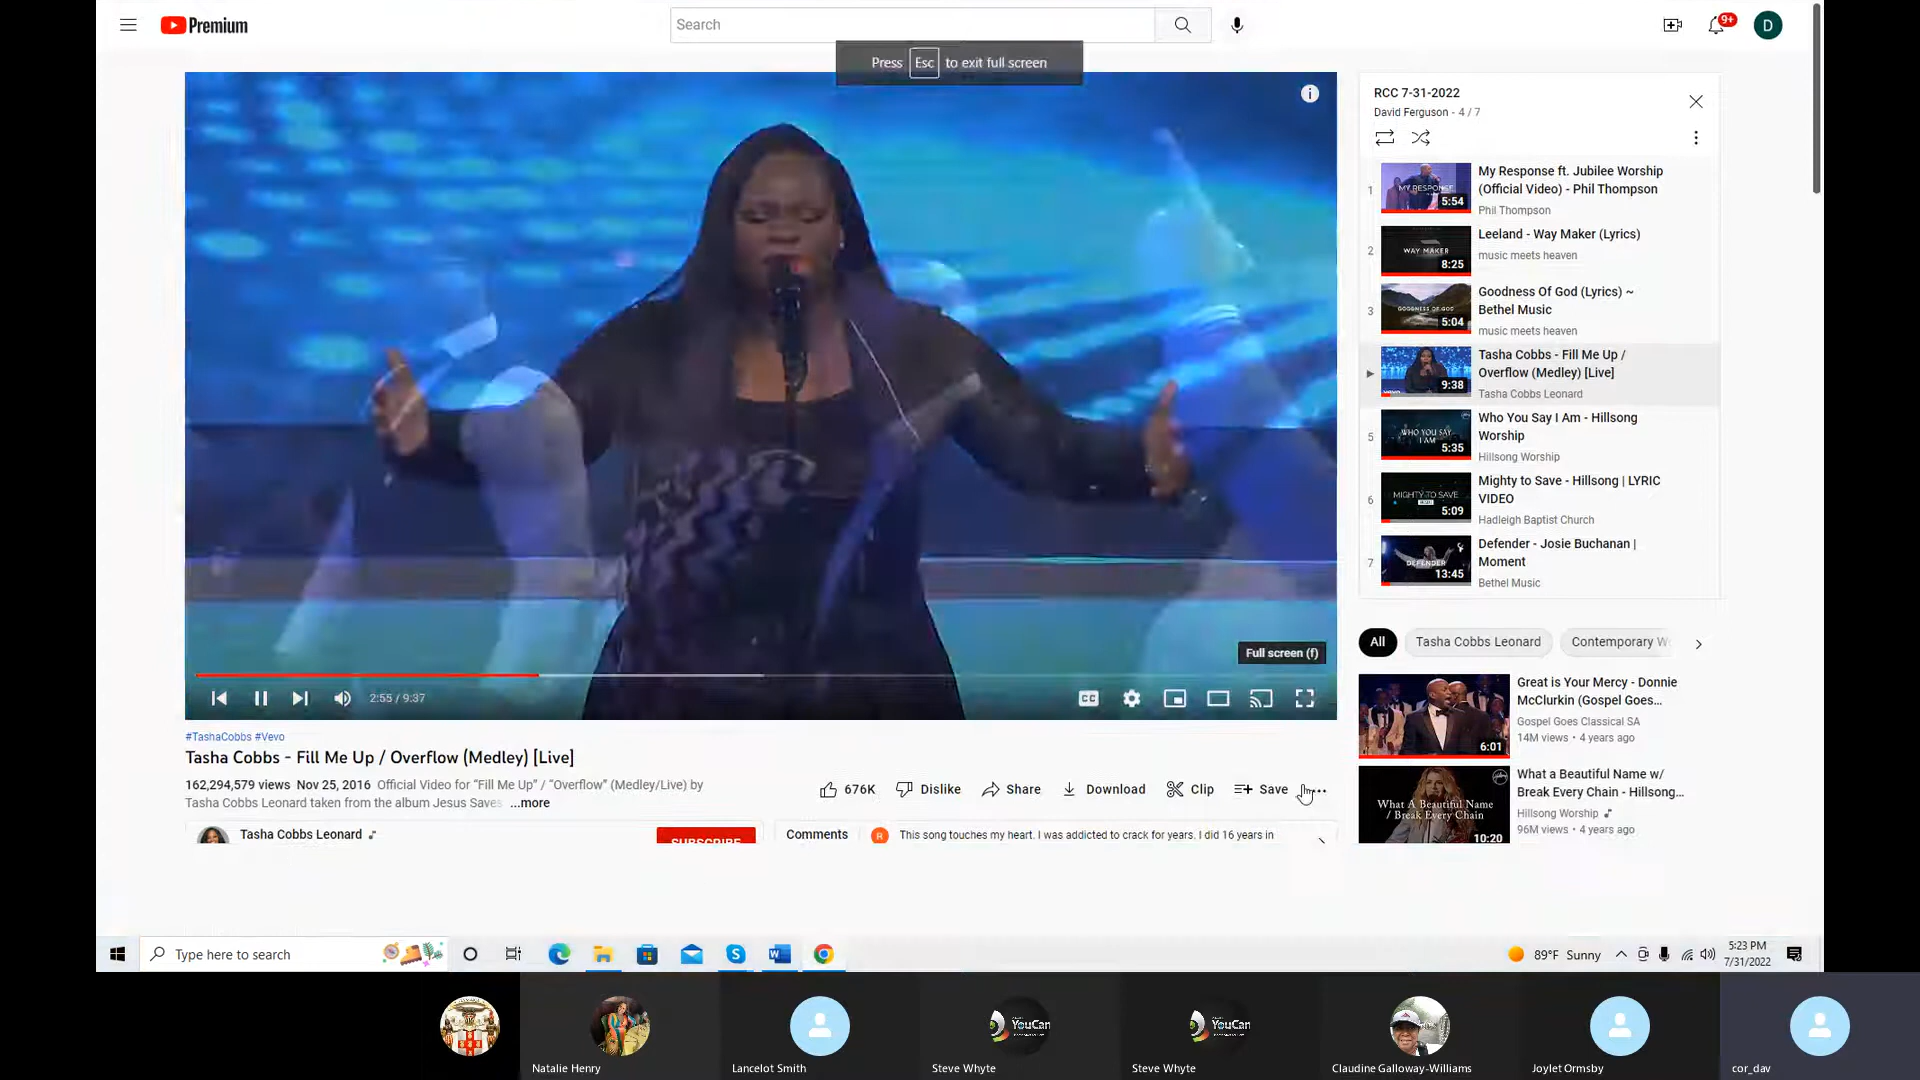 Premium
Search
9+
D
Press Esc to exit full screen
RCC 7-31-2022
David Ferguson - 4 / 7
1
MY RESPONSE
5:54
My Response ft. Jubilee Worship
(Official Video) - Phil Thompson
Phil Thompson
2
WAY MAKER
8:25
Leeland - Way Maker (Lyrics)
music meets heaven
3
GOODNESS OF GOD
5:04
Goodness Of God (Lyrics) ~
Bethel Music
music meets heaven
9:38
Tasha Cobbs - Fill Me Up /
Overflow (Medley) [Live]
Tasha Cobbs Leonard
5
WHO YOU SAY
I AM
5:35
Who You Say I Am - Hillsong
Worship
Hillsong Worship
6
MIGHTY TO SAVE
5:09
Mighty to Save - Hillsong | LYRIC
VIDEO
Hadleigh Baptist Church
7
DEFENDER
13:45
Defender - Josie Buchanan |
Moment
Bethel Music
Full screen (f)
2:55 / 9:37
CC
All
Tasha Cobbs Leonard
Contemporary
6:01
Great is Your Mercy - Donnie
McClurkin (Gospel Goes...
Gospel Goes Classical SA
14M views • 4 years ago
What A Beautiful Name
/ Break Every Chain
10:20
What a Beautiful Name w/
Break Every Chain - Hillsong...
Hillsong Worship
96M views • 4 years ago
#TashaCobbs #Vevo
Tasha Cobbs - Fill Me Up / Overflow (Medley) [Live]
162,294,579 views Nov 25, 2016 Official Video for “Fill Me Up” / “Overflow” (Medley/Live) by
Tasha Cobbs Leonard taken from the album Jesus Saves ...more
676K
Dislike
Share
Download
Clip
Save
Tasha Cobbs Leonard
SUBSCRIBE
Comments
R
This song touches my heart. I was addicted to crack for years. I did 16 years in
Type here to search
89°F Sunny
5:23 PM
7/31/2022
YouCan
YouCan
Natalie Henry
Lancelot Smith
Steve Whyte
Steve Whyte
Claudine Galloway-Williams
Joylet Ormsby
cor_dav